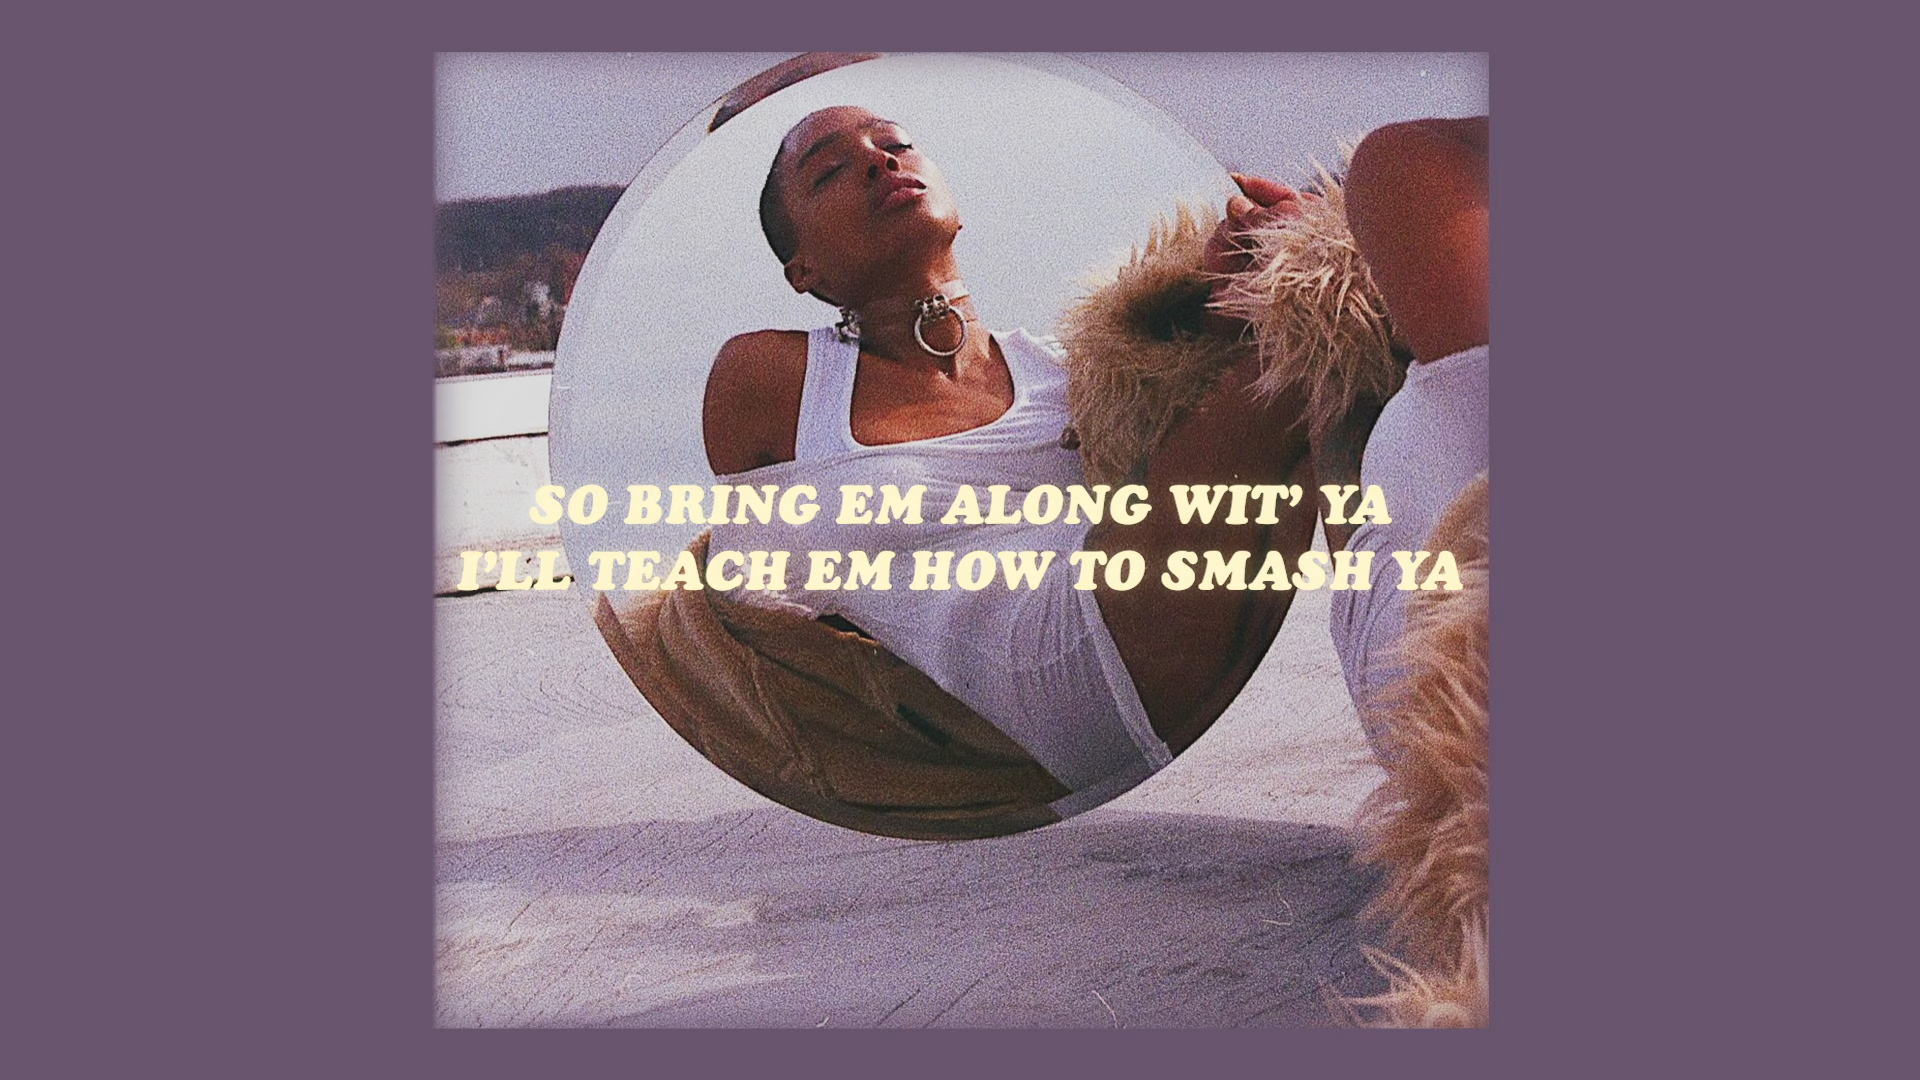 SO BRING EM ALONG WIT’ YA
I’LL TEACH EM HOW TO SMASH YA